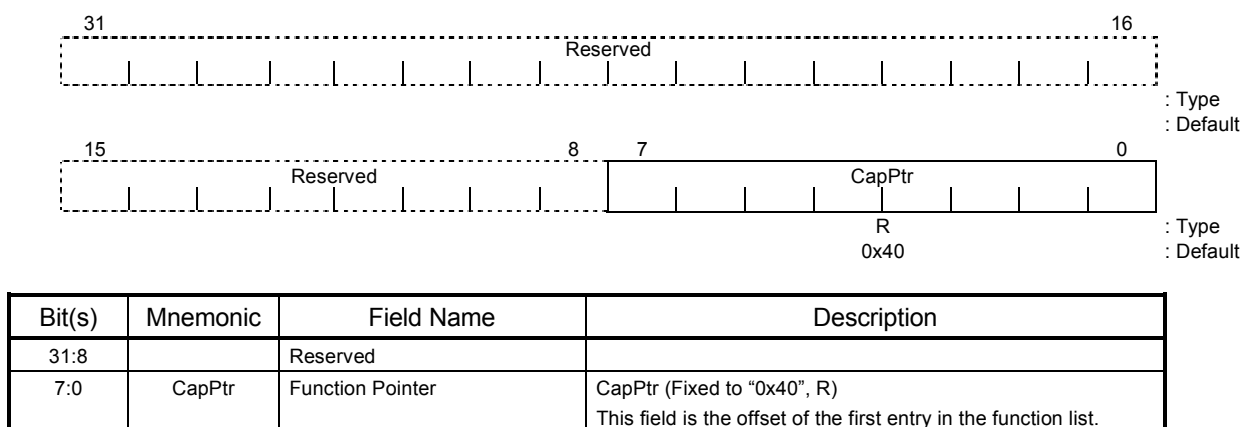 31 16
Reserved
: Type
: Default
15 8 7 0
Reserved CapPtr
R : Type
0x40 : Default
Bit(s) Mnemonic Field Name Description
31:8 Reserved
7:0 CapPtr Function Pointer CapPtr (Fixed to “0x40”, R)
This field is the offset of the first entry in the function list.